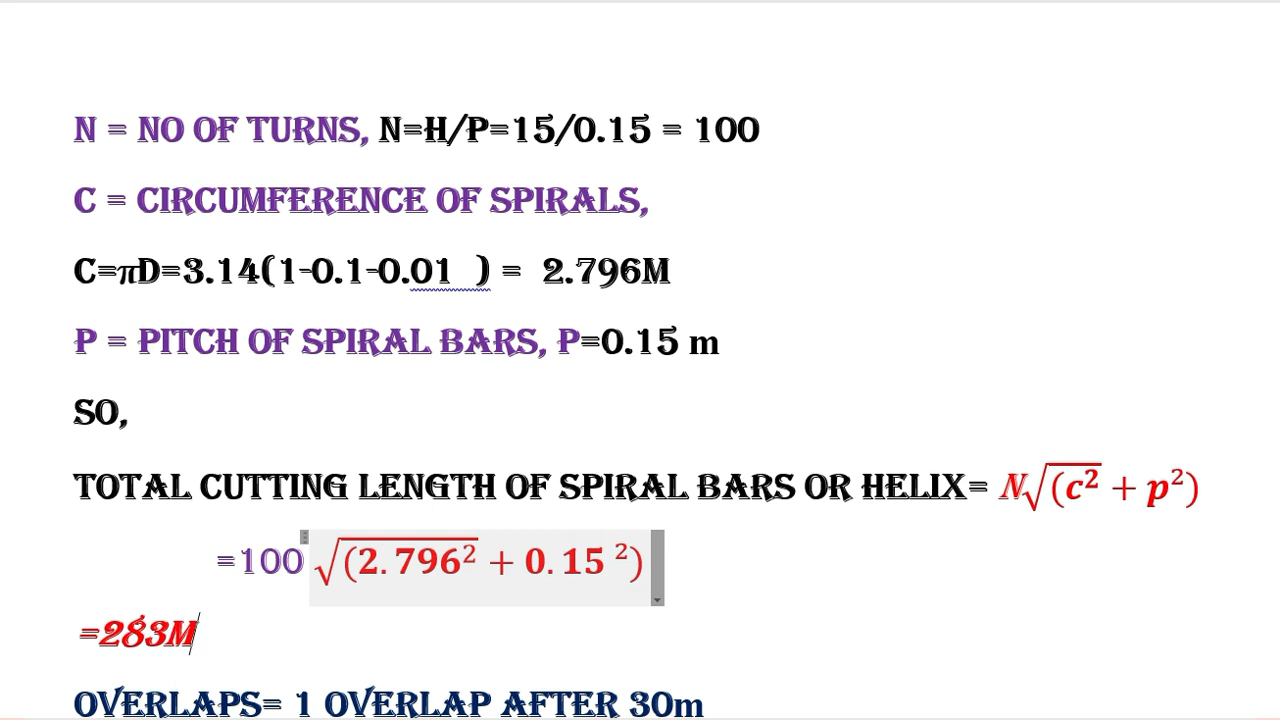 N = NO OF TURNS, N=H/P=15/0.15 = 100
C = CIRCUMFERENCE OF SPIRALS,
C=πD=3.14(1-0.1-0.01 ) = 2.796M
P = PITCH OF SPIRAL BARS, P=0.15 m
SO,
TOTAL CUTTING LENGTH OF SPIRAL BARS OR HELIX= N√(c² + p²)
=100 √(2.796² + 0.15 ²)
=283M
OVERLAPS= 1 OVERLAP AFTER 30m